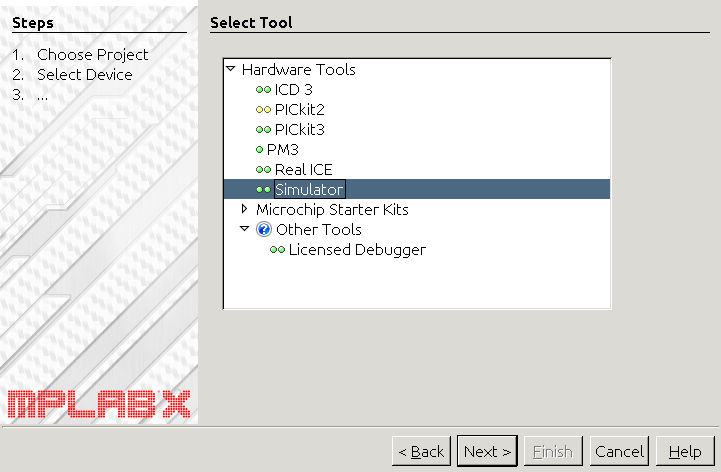 Steps
1. Choose Project
2. Select Device
3. ...
MPLAB X
Select Tool
Hardware Tools
ICD 3
PICkit2
PICkit3
PM3
Real ICE
Simulator
Microchip Starter Kits
? Other Tools
Licensed Debugger
< Back Next > Finish Cancel Help